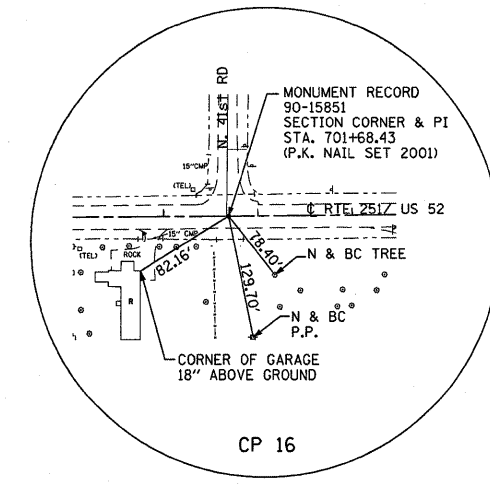 N. 41ST RD
MONUMENT RECORD
90-15851
SECTION CORNER & PI
STA. 701+68.43
(P.K. NAIL SET 2001)
15"CMP
(TEL)
℄ RTE. 251/ US 52
15" CMP
(TEL)
ROCK
82.16'
78.40'
129.70'
N & BC TREE
R
N & BC
P.P.
CORNER OF GARAGE
18" ABOVE GROUND
CP 16